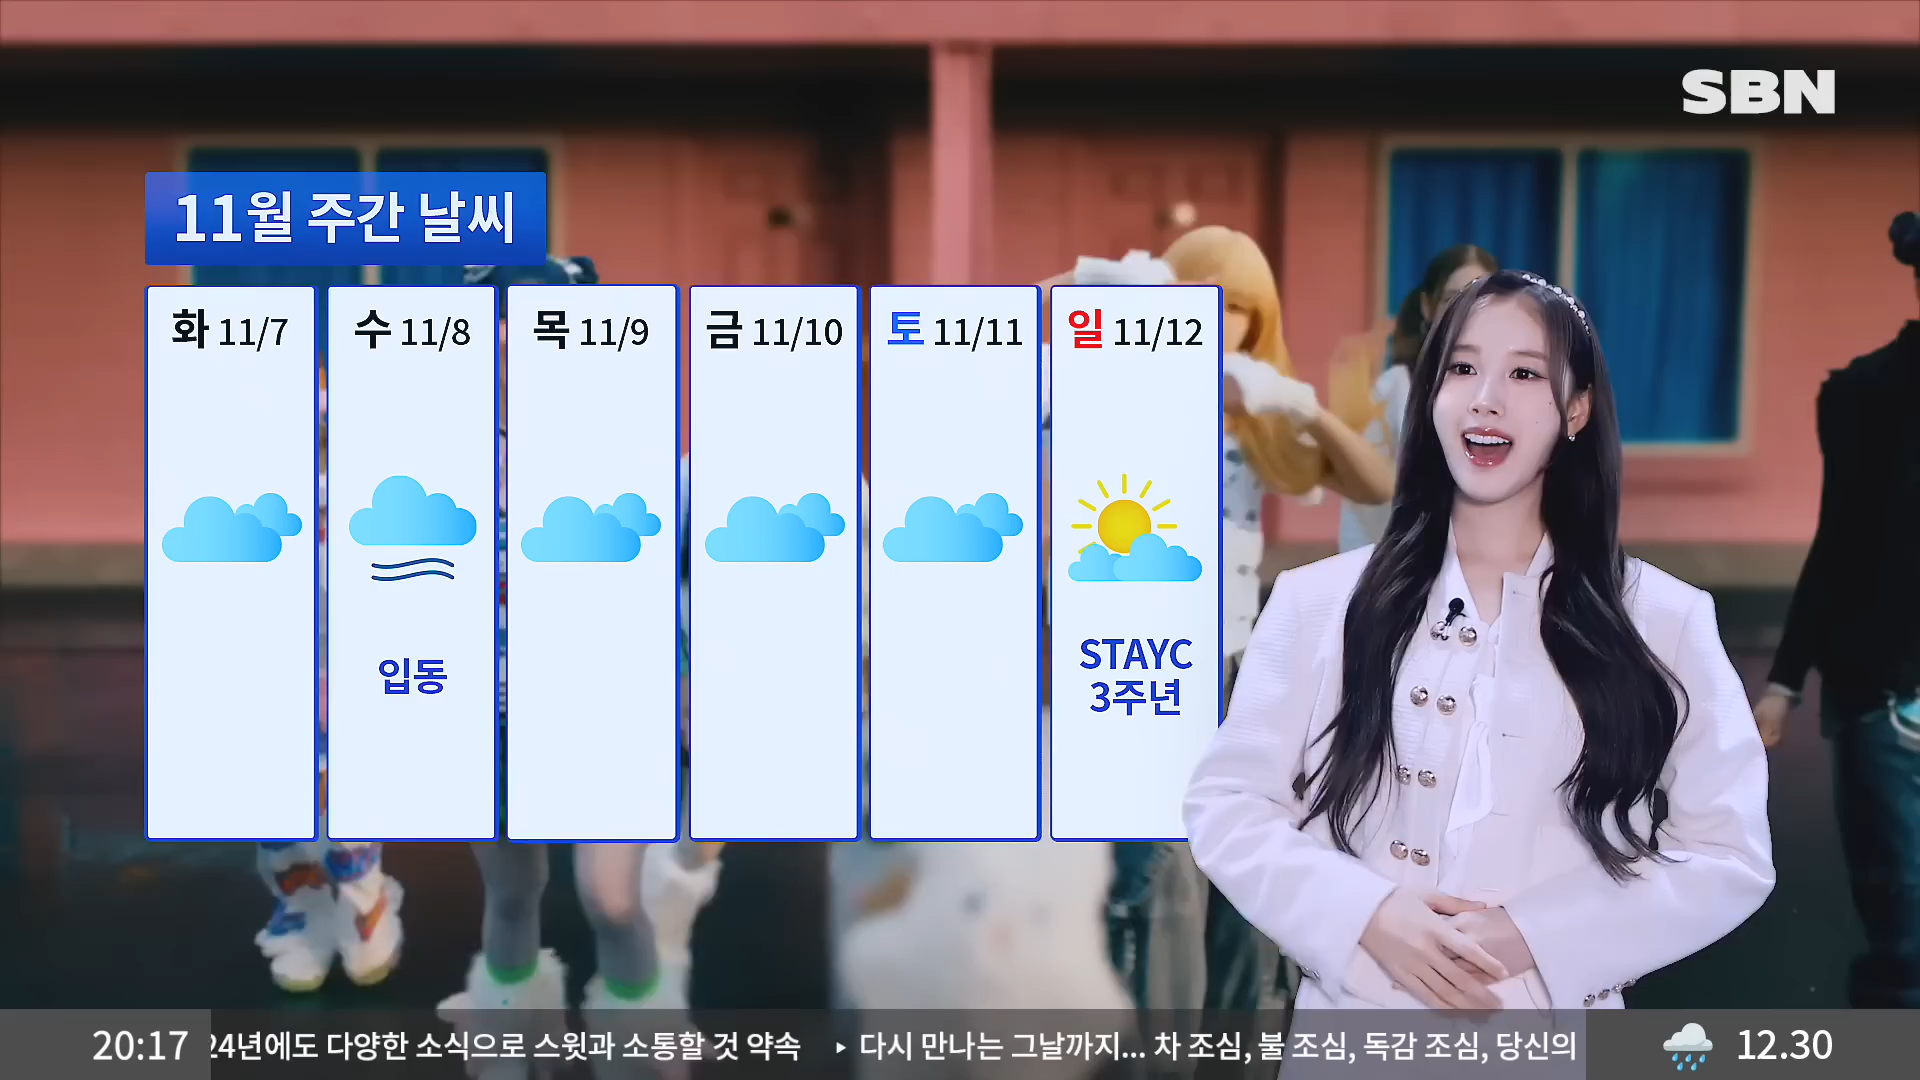 SBN
11월 주간 날씨
화 11/7
수 11/8
목 11/9
금 11/10
토 11/11
일 11/12
입동
STAYC
3주년
20:17
24년에도 다양한 소식으로 스윗과 소통할 것 약속 ▸ 다시 만나는 그날까지... 차 조심, 불 조심, 독감 조심, 당신의
12.30